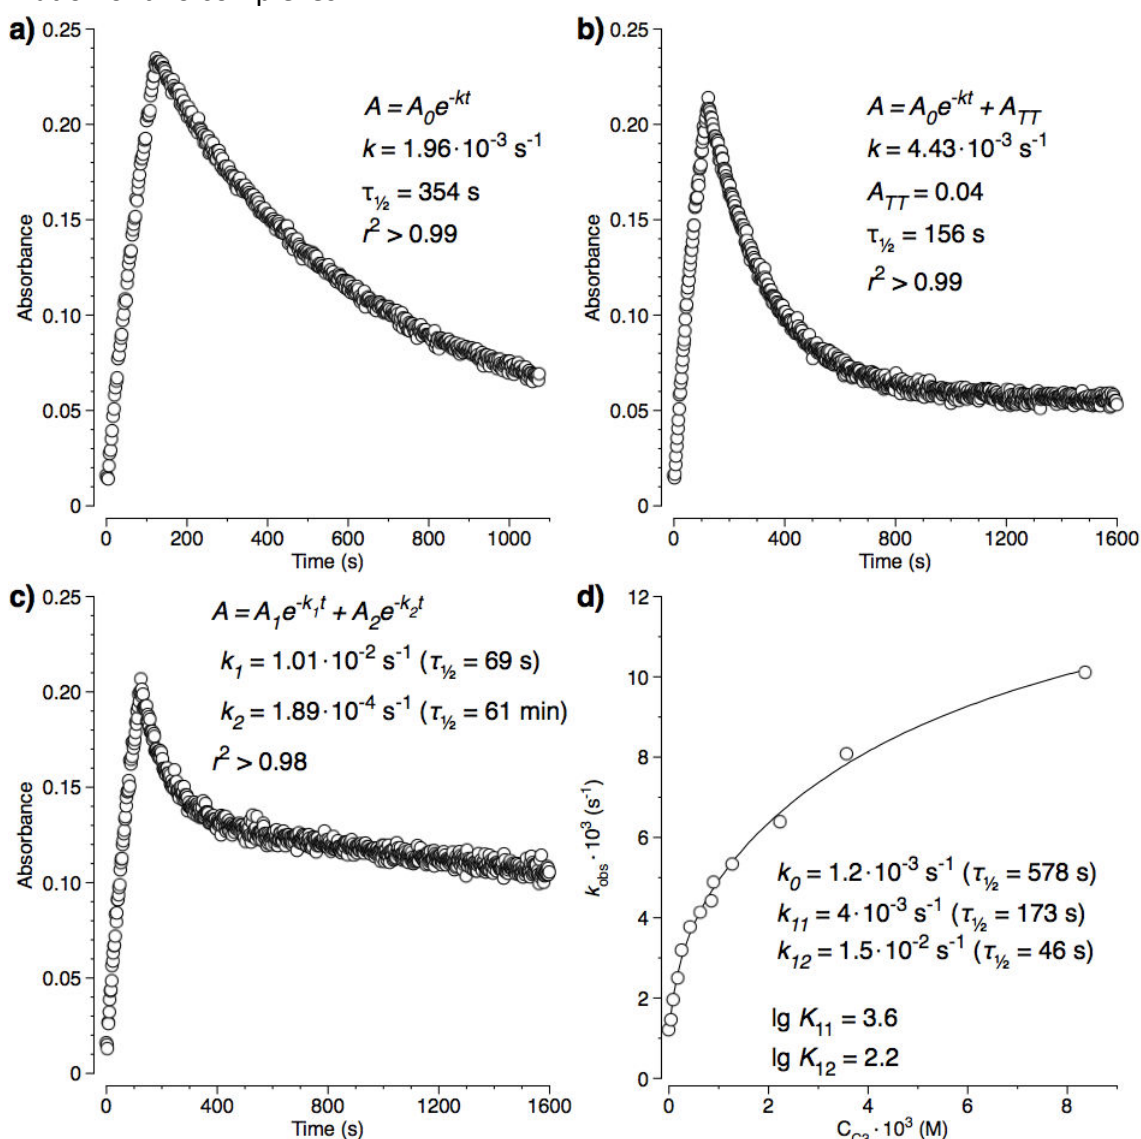 a)
0.25
0.20
0.15
0.10
0.05
0
Absorbance
A = A₀e⁻ᵏᵗ
k = 1.96·10⁻³ s⁻¹
τ½ = 354 s
r² > 0.99
0 200 400 600 800 1000
Time (s)
b)
0.25
0.20
0.15
0.10
0.05
0
Absorbance
A = A₀e⁻ᵏᵗ + A_TT
k = 4.43·10⁻³ s⁻¹
A_TT = 0.04
τ½ = 156 s
r² > 0.99
0 400 800 1200 1600
Time (s)
c)
0.25
0.20
0.15
0.10
0.05
0
Absorbance
A = A₁e^(-k₁t) + A₂e^(-k₂t)
k₁ = 1.01·10⁻² s⁻¹ (τ½ = 69 s)
k₂ = 1.89·10⁻⁴ s⁻¹ (τ½ = 61 min)
r² > 0.98
0 400 800 1200 1600
Time (s)
d)
12
10
8
6
4
2
0
k_obs · 10³ (s⁻¹)
k₀ = 1.2·10⁻³ s⁻¹ (τ½ = 578 s)
k₁₁ = 4·10⁻³ s⁻¹ (τ½ = 173 s)
k₁₂ = 1.5·10⁻² s⁻¹ (τ½ = 46 s)
lg K₁₁ = 3.6
lg K₁₂ = 2.2
0 2 4 6 8
· 10³ (M)